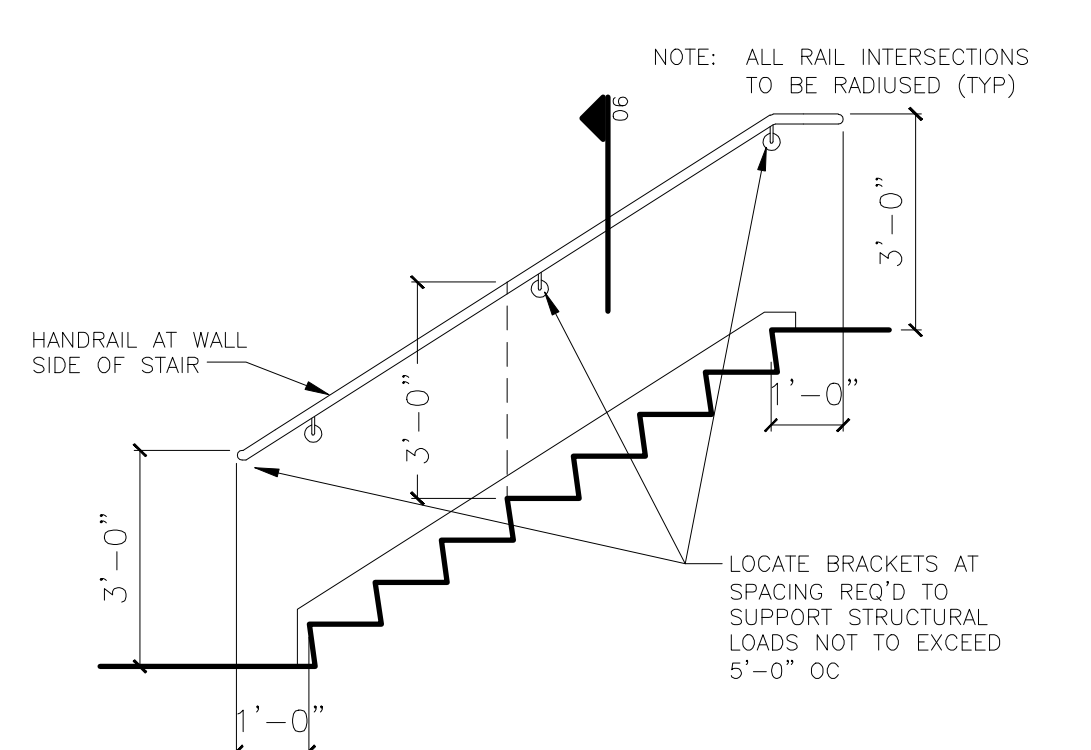 NOTE: ALL RAIL INTERSECTIONS
TO BE RADIUSED (TYP)
06
3'-0"
HANDRAIL AT WALL
SIDE OF STAIR
3'-0"
1'-0"
3'-0"
LOCATE BRACKETS AT
SPACING REQ'D TO
SUPPORT STRUCTURAL
LOADS NOT TO EXCEED
5'-0" OC
1'-0"